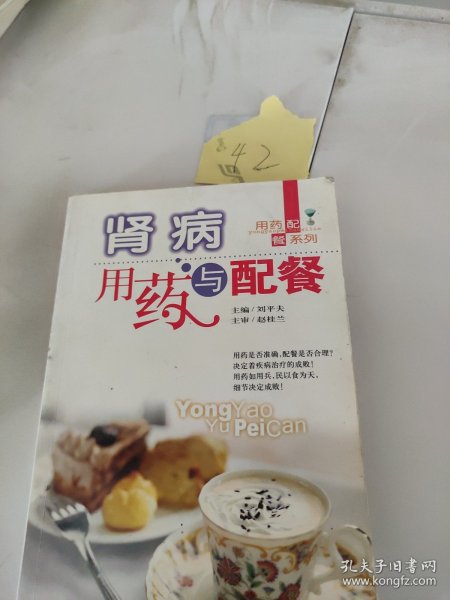 42
用药配
餐系列
肾病
用药与配餐
主编/刘平夫
主审/赵桂兰
用药是否准确,配餐是否合理?
决定着疾病治疗的成败!
用药如用兵,民以食为天,
细节决定成败!
YongYao
Yu PeiCan
孔夫子旧书网
www.kongfz.com